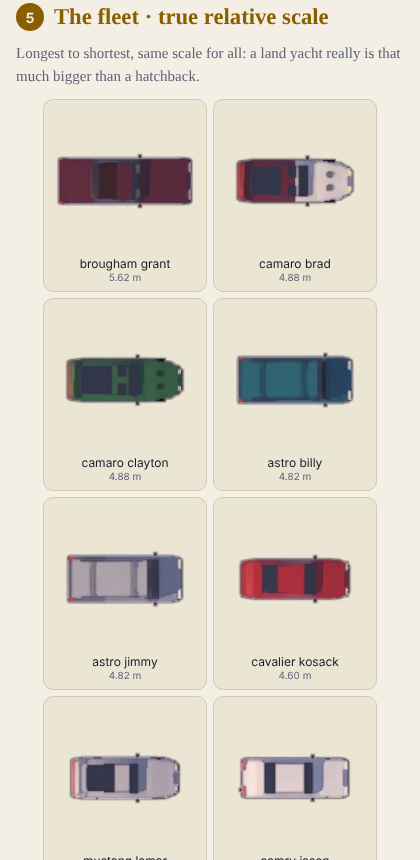 5 The fleet · true relative scale
Longest to shortest, same scale for all: a land yacht really is that
much bigger than a hatchback.
brougham grant
5.62 m
camaro brad
4.88 m
camaro clayton
4.88 m
astro billy
4.82 m
astro jimmy
4.82 m
cavalier kosack
4.60 m